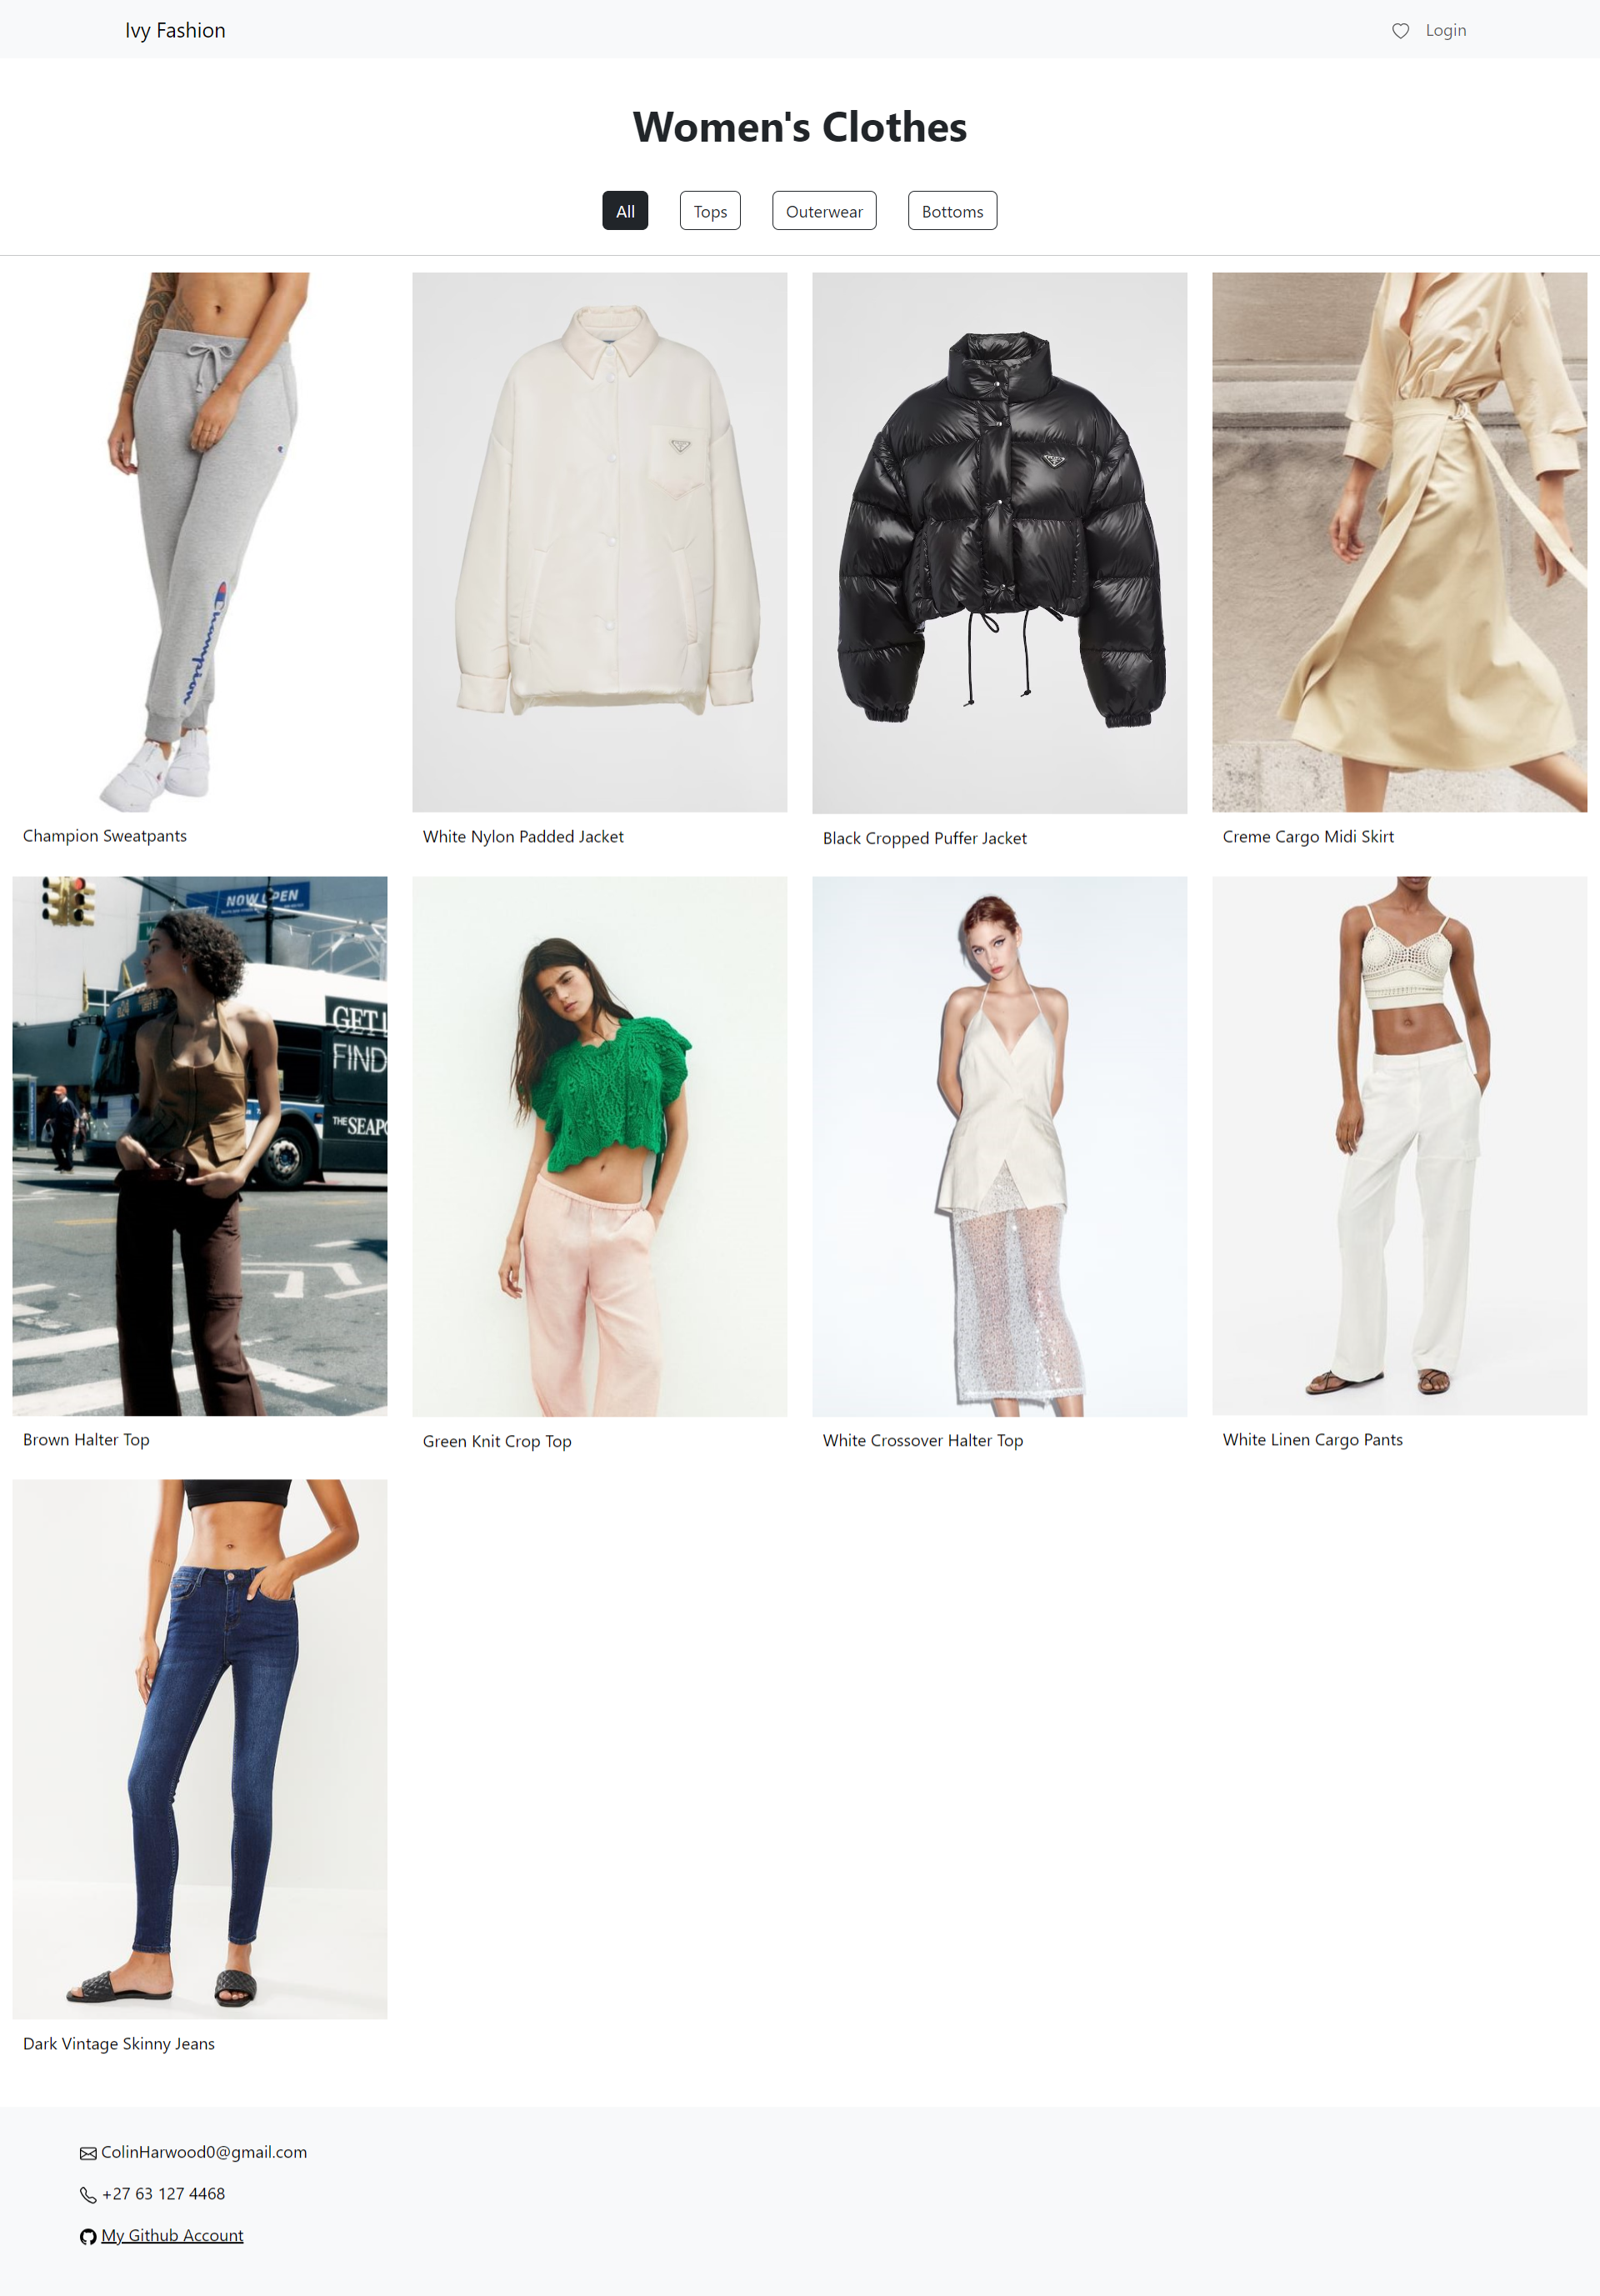 Ivy Fashion
Login
Women's Clothes
All
Tops
Outerwear
Bottoms
Champion
Champion Sweatpants
White Nylon Padded Jacket
Black Cropped Puffer Jacket
Creme Cargo Midi Skirt
NOW OPEN
GET
FIND
THE SEAPO
Brown Halter Top
Green Knit Crop Top
White Crossover Halter Top
White Linen Cargo Pants
Dark Vintage Skinny Jeans
ColinHarwood0@gmail.com
+27 63 127 4468
My Github Account